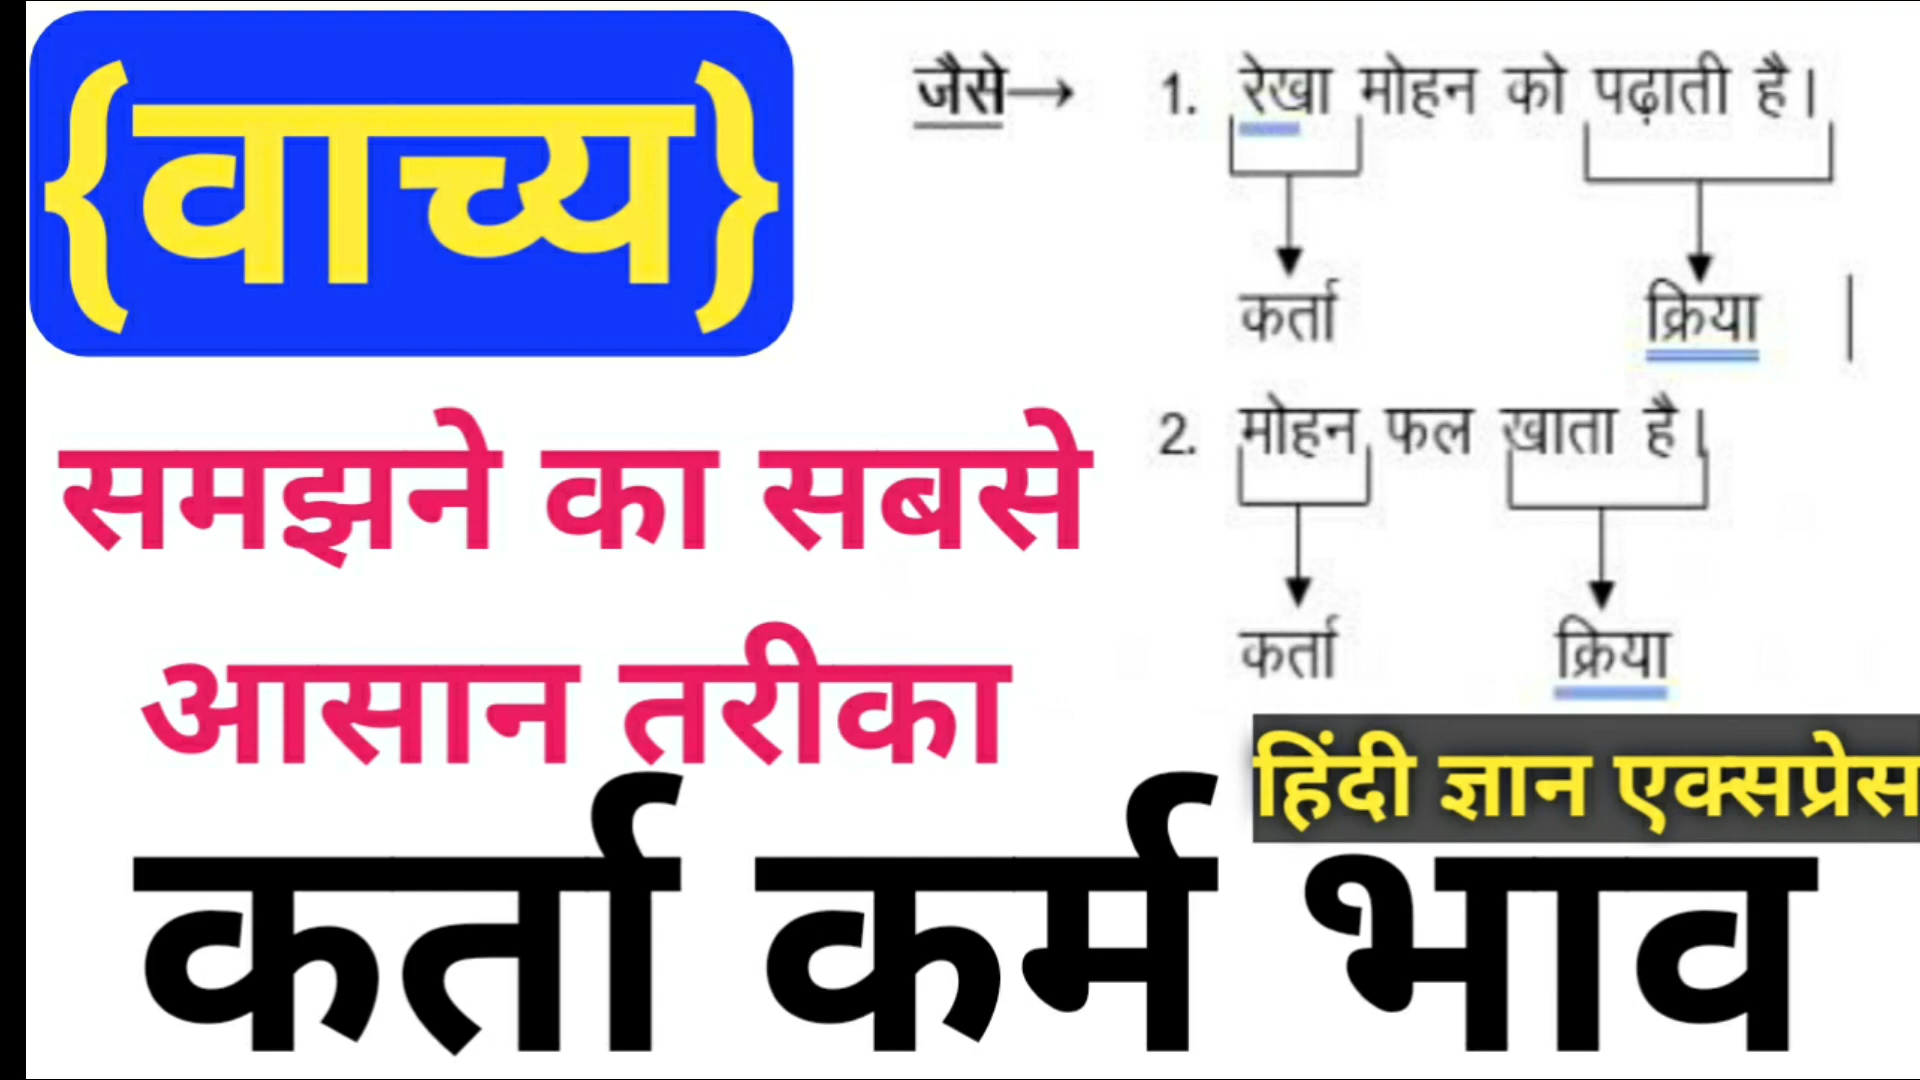 {वाच्य}
जैसे→ 1. रेखा मोहन को पढ़ाती है।
कर्ता क्रिया
2. मोहन फल खाता है।
कर्ता क्रिया
समझने का सबसे
आसान तरीका
हिंदी ज्ञान एक्सप्रेस
कर्ता कर्म भाव